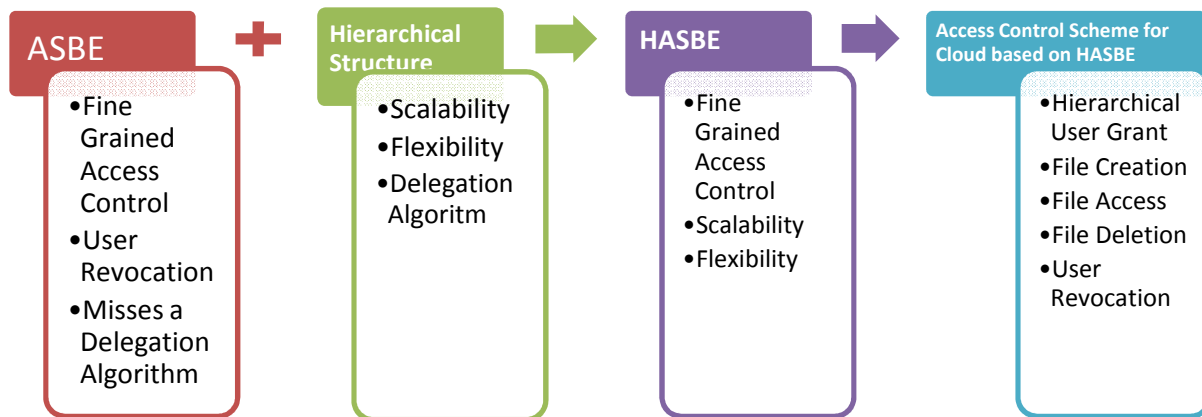 ASBE
•Fine
Grained
Access
Control
•User
Revocation
•Misses a
Delegation
Algorithm
Hierarchical
Structure
•Scalability
•Flexibility
•Delegation
Algoritm
HASBE
•Fine
Grained
Access
Control
•Scalability
•Flexibility
Access Control Scheme for
Cloud based on HASBE
•Hierarchical
User Grant
•File Creation
•File Access
•File Deletion
•User
Revocation